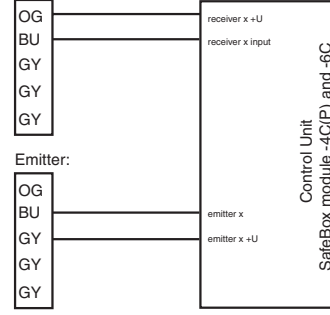 OG
BU
GY
GY
GY
receiver x +U
receiver x input
Emitter:
OG
BU
GY
GY
GY
emitter x
emitter x +U
Control Unit
SafeBox module -4C(P) and -6C